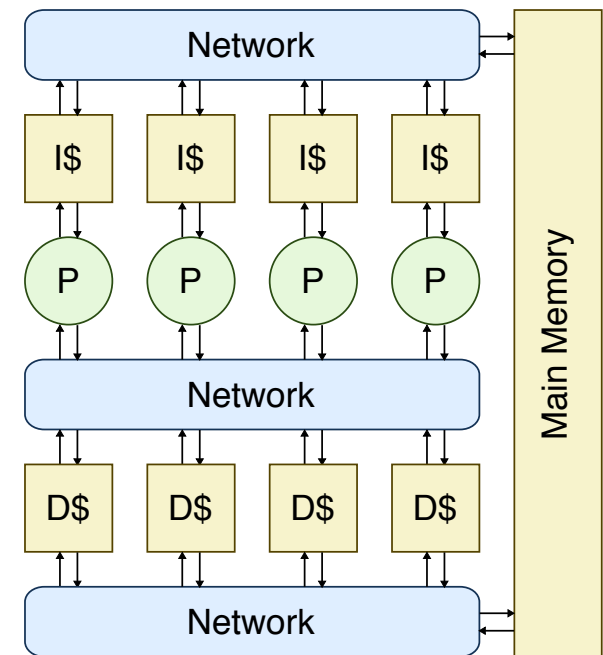 Network
I$ I$ I$ I$
P P P P
Network
D$ D$ D$ D$
Network
Main Memory